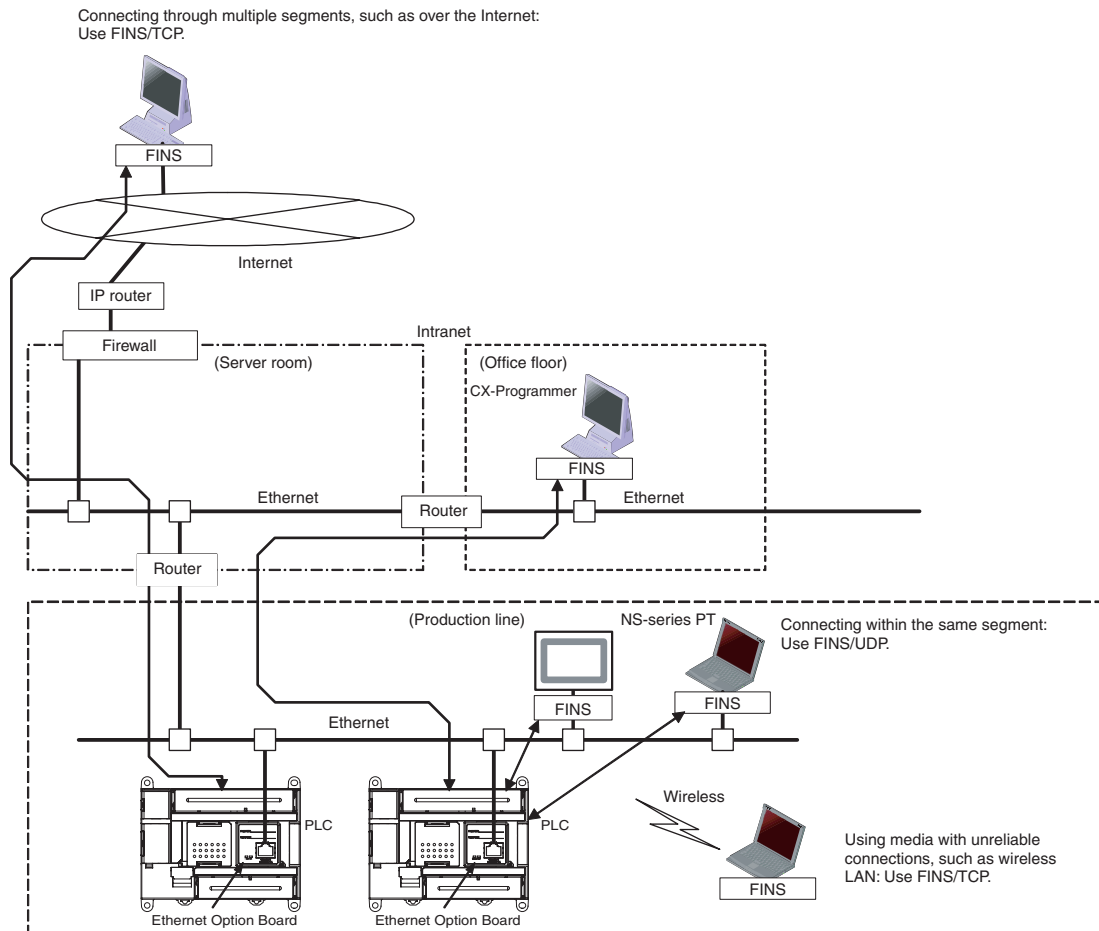 Connecting through multiple segments, such as over the Internet:
Use FINS/TCP.
FINS
Internet
IP router
Firewall
Intranet
(Server room)
(Office floor)
CX-Programmer
FINS
Ethernet
Router
Ethernet
Router
(Production line)
NS-series PT
Connecting within the same segment:
Use FINS/UDP.
FINS
FINS
Ethernet
PLC
PLC
Wireless
Using media with unreliable
connections, such as wireless
LAN: Use FINS/TCP.
FINS
Ethernet Option Board
Ethernet Option Board